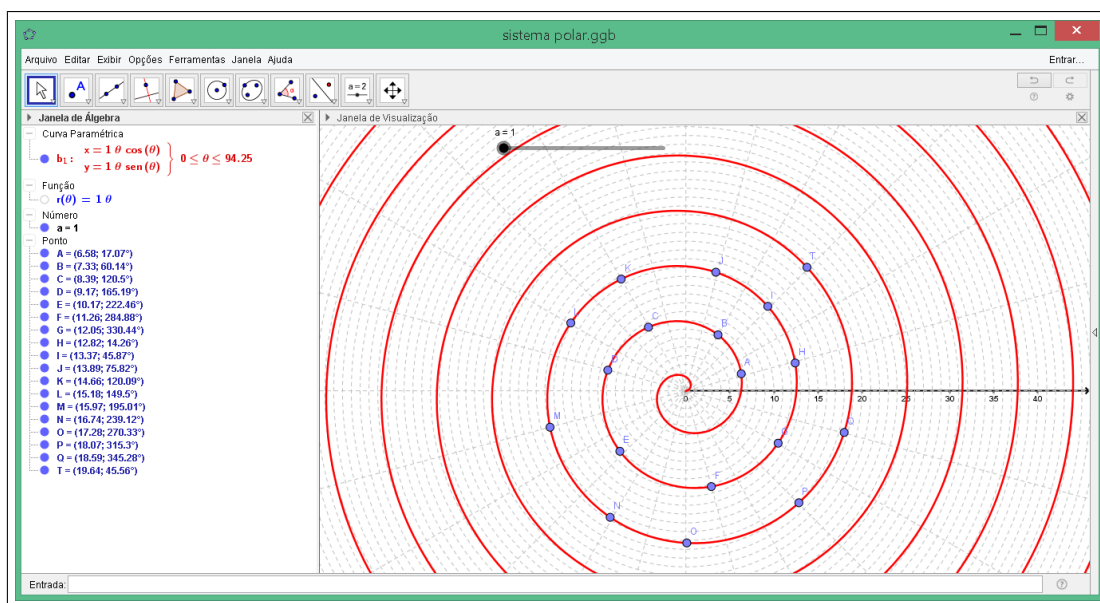 sistema polar.ggb
Arquivo Editar Exibir Opções Ferramentas Janela Ajuda
Entrar...
A
a=2
Janela de Álgebra
Janela de Visualização
Curva Paramétrica
b₁: x = 1 θ cos (θ)
y = 1 θ sen (θ)
} 0 ≤ θ ≤ 94.25
Função
r(θ) = 1 θ
Número
a = 1
Ponto
A = (6.58; 17.07°)
B = (7.33; 60.14°)
C = (8.39; 120.5°)
D = (9.17; 165.19°)
E = (10.17; 222.46°)
F = (11.26; 284.88°)
G = (12.05; 330.44°)
H = (12.82; 14.26°)
I = (13.37; 45.87°)
J = (13.89; 75.82°)
K = (14.66; 120.09°)
L = (15.18; 149.5°)
M = (15.97; 195.01°)
N = (16.74; 239.12°)
O = (17.28; 270.33°)
P = (18.07; 315.3°)
Q = (18.59; 345.28°)
T = (19.64; 45.56°)
a = 1
T
K J
I
C B
L
H
D A
0 5 10 15 20 25 30 35 40
M
Q
E G
F
P
N
O
Entrada: